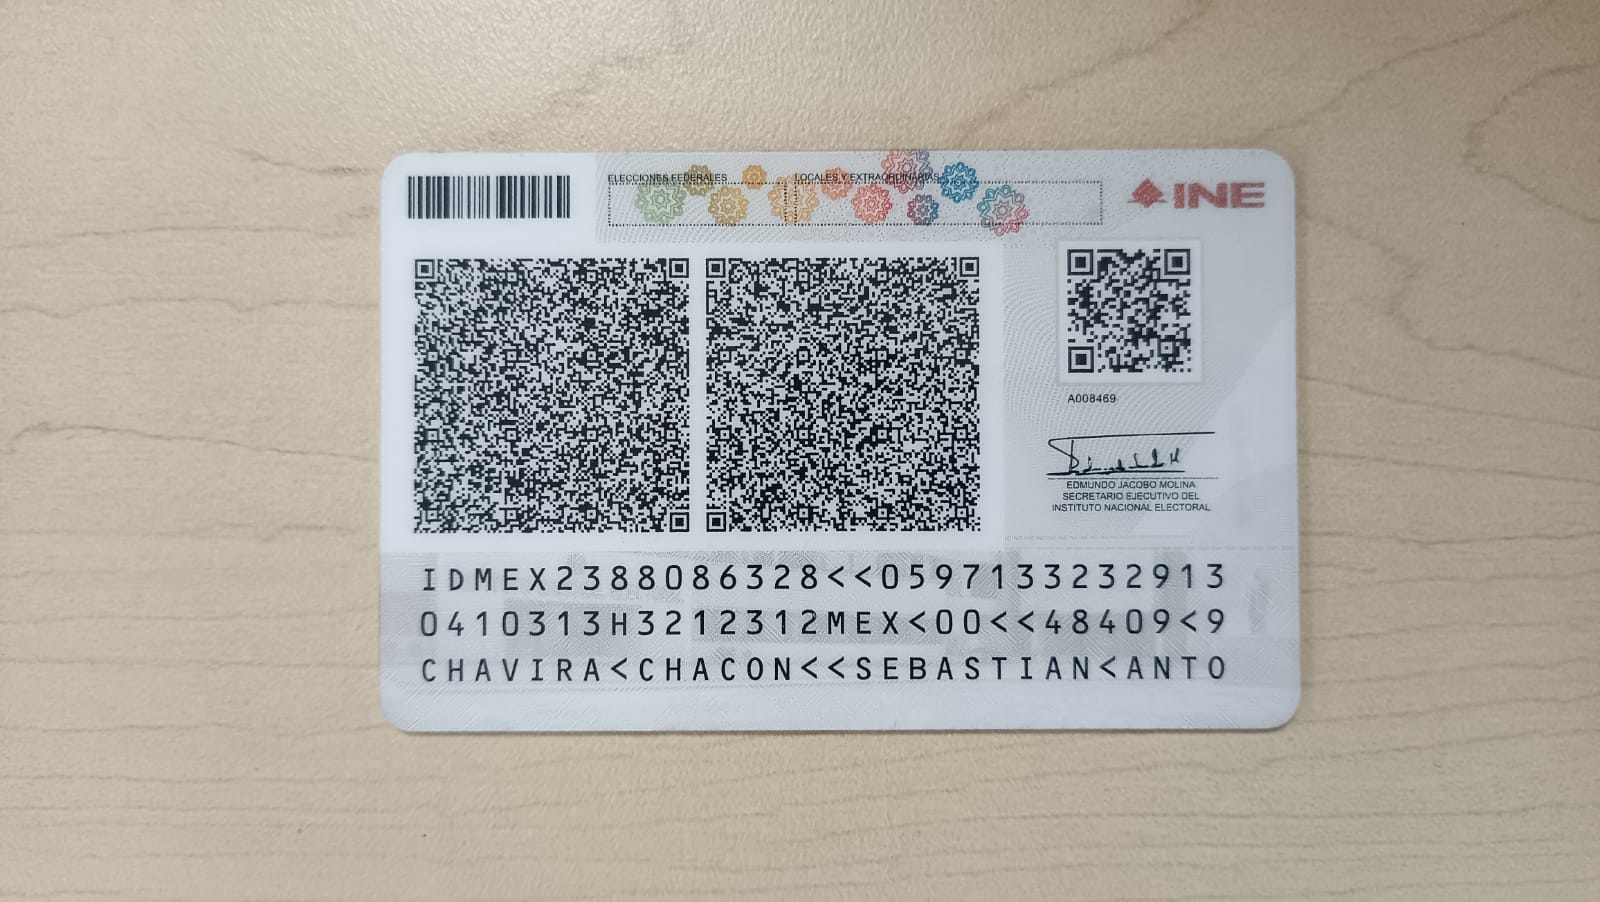 ELECCIONES FEDERALES LOCALES Y EXTRAORDINARIAS
INE
A008469
EDMUNDO JACOBO MOLINA
SECRETARIO EJECUTIVO DEL
INSTITUTO NACIONAL ELECTORAL
IDMEX2388086328<<0597133232913
0410313H3212312MEX<00<<48409<9
CHAVIRA<CHACON<<SEBASTIAN<ANTO